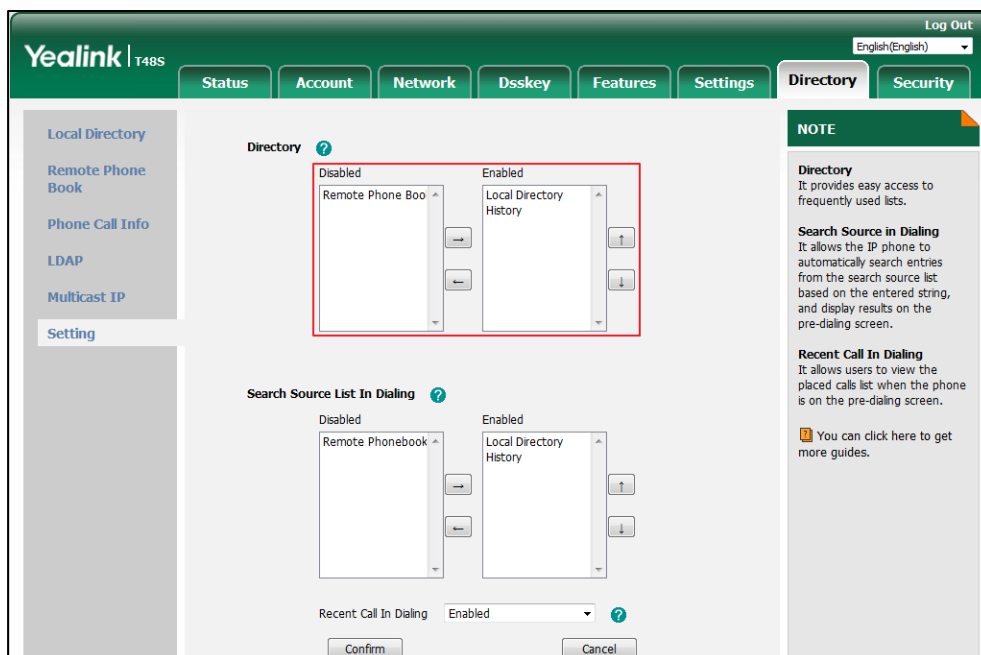 Log Out
Yealink T48S
English(English)
Status Account Network Dsskey Features Settings Directory Security
Local Directory
Remote Phone
Book
Phone Call Info
LDAP
Multicast IP
Setting
Directory ?
Disabled Enabled
Remote Phone Boo
Local Directory
History
→ ↑
← ↓
Search Source List In Dialing ?
Disabled Enabled
Remote Phonebook
Local Directory
History
→ ↑
← ↓
Recent Call In Dialing Enabled ?
Confirm Cancel
NOTE
Directory
It provides easy access to
frequently used lists.
Search Source in Dialing
It allows the IP phone to
automatically search entries
from the search source list
based on the entered string,
and display results on the
pre-dialing screen.
Recent Call In Dialing
It allows users to view the
placed calls list when the phone
is on the pre-dialing screen.
? You can click here to get
more guides.